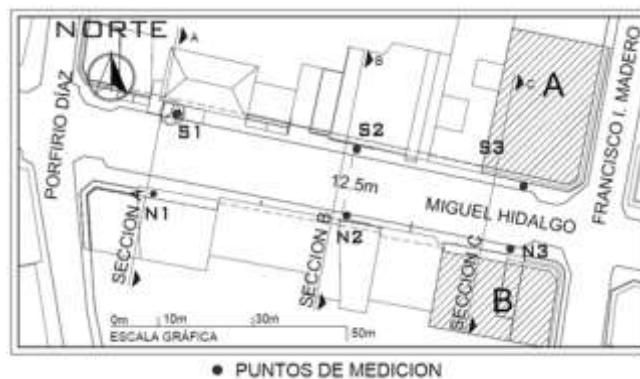 NORTE
A
B
C
A
S1
S2
S3
PORFIRIO DÍAZ
FRANCISCO I. MADERO
12.5m
MIGUEL HIDALGO
N1
N2
N3
SECCION A
SECCION B
SECCION C
B
0m 10m 30m 50m
ESCALA GRÁFICA
PUNTOS DE MEDICION